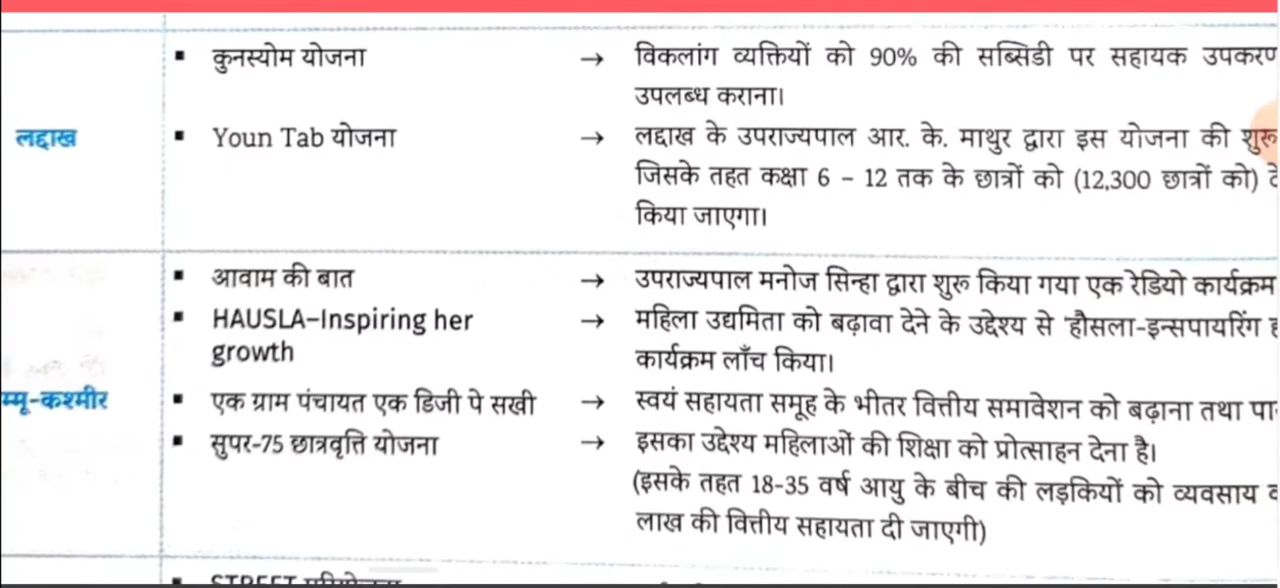 ■ कुनस्योम योजना → विकलांग व्यक्तियों को 90% की सब्सिडी पर सहायक उपकरण
उपलब्ध कराना।
लद्दाख ■ Youn Tab योजना → लद्दाख के उपराज्यपाल आर. के. माथुर द्वारा इस योजना की
जिसके तहत कक्षा 6 – 12 तक के छात्रों को (12,300 छात्रों को)
किया जाएगा।
■ आवाम की बात → उपराज्यपाल मनोज सिन्हा द्वारा शुरू किया गया एक रेडियो कार्यक्रम
■ HAUSLA–Inspiring her → महिला उद्यमिता को बढ़ावा देने के उद्देश्य से 'हौसला-इन्सपायरिंग
growth कार्यक्रम लाँच किया।
म्मू-कश्मीर ■ एक ग्राम पंचायत एक डिजी पे सखी → स्वयं सहायता समूह के भीतर वित्तीय समावेशन को बढ़ाना तथा
■ सुपर-75 छात्रवृत्ति योजना → इसका उद्देश्य महिलाओं की शिक्षा को प्रोत्साहन देना है।
(इसके तहत 18-35 वर्ष आयु के बीच की लड़कियों को व्यवसाय
लाख की वित्तीय सहायता दी जाएगी)